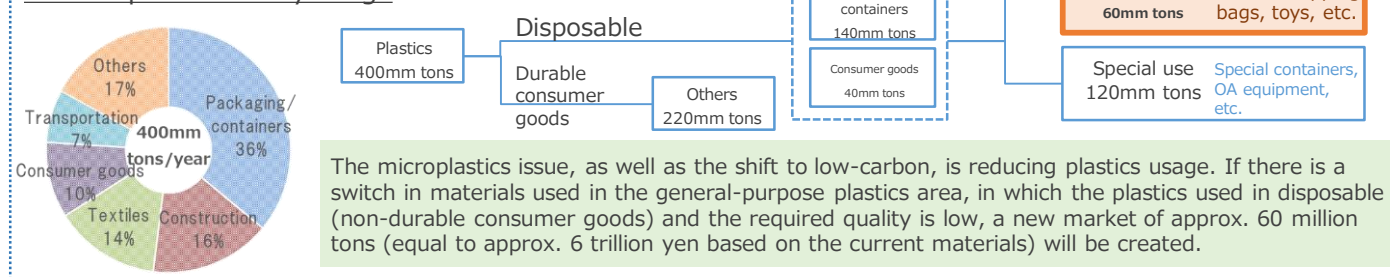 Others
17%
Transportation
7%
Consumer goods
10%
Textiles
14%
Construction
16%
Packaging/
containers
36%
400mm
tons/year
Plastics
400mm tons
Disposable
Durable
consumer
goods
Others
220mm tons
containers
140mm tons
Consumer goods
40mm tons
60mm tons
bags, toys, etc.
Special use
120mm tons
Special containers,
OA equipment,
etc.
The microplastics issue, as well as the shift to low-carbon, is reducing plastics usage. If there is a
switch in materials used in the general-purpose plastics area, in which the plastics used in disposable
(non-durable consumer goods) and the required quality is low, a new market of approx. 60 million
tons (equal to approx. 6 trillion yen based on the current materials) will be created.